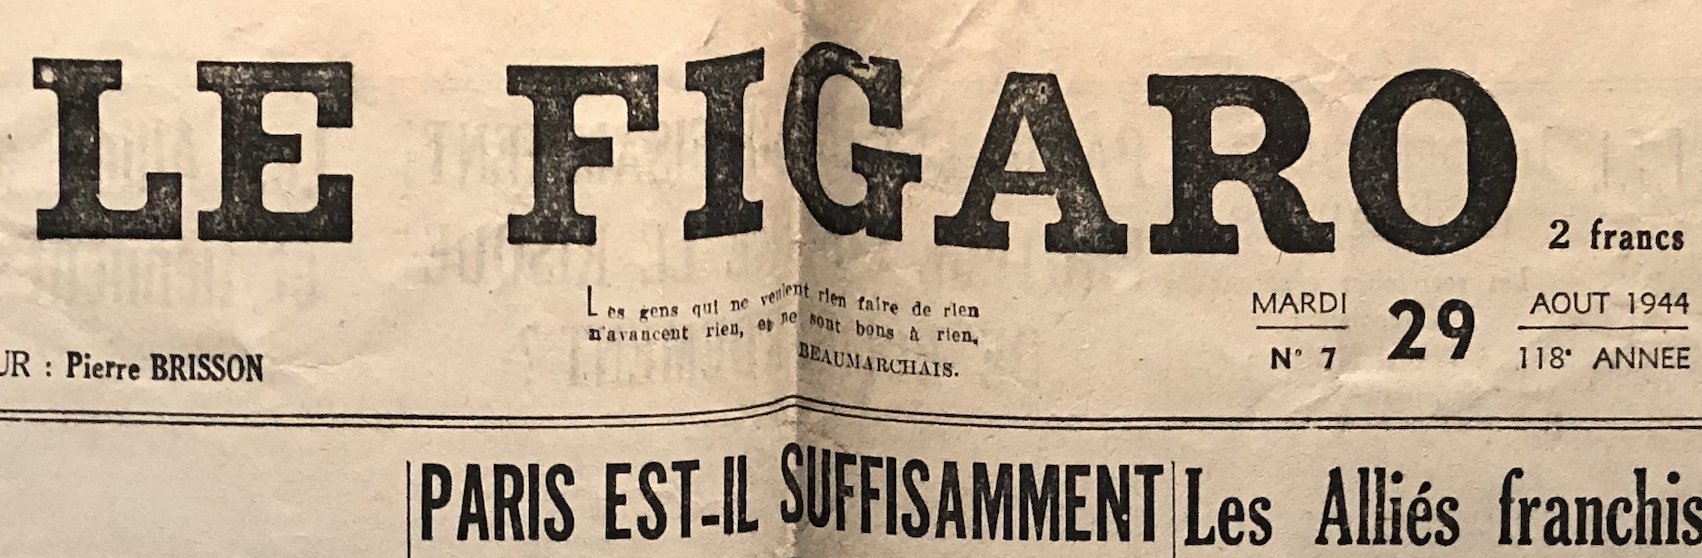 LE FIGARO
2 francs
Les gens qui ne veulent rien faire de rien
n'avancent rien, et ne sont bons à rien.
BEAUMARCHAIS.
MARDI 29 AOUT 1944
N° 7 118e ANNEE
UR : Pierre BRISSON
PARIS EST-IL SUFFISAMMENT
Les Alliés franchis